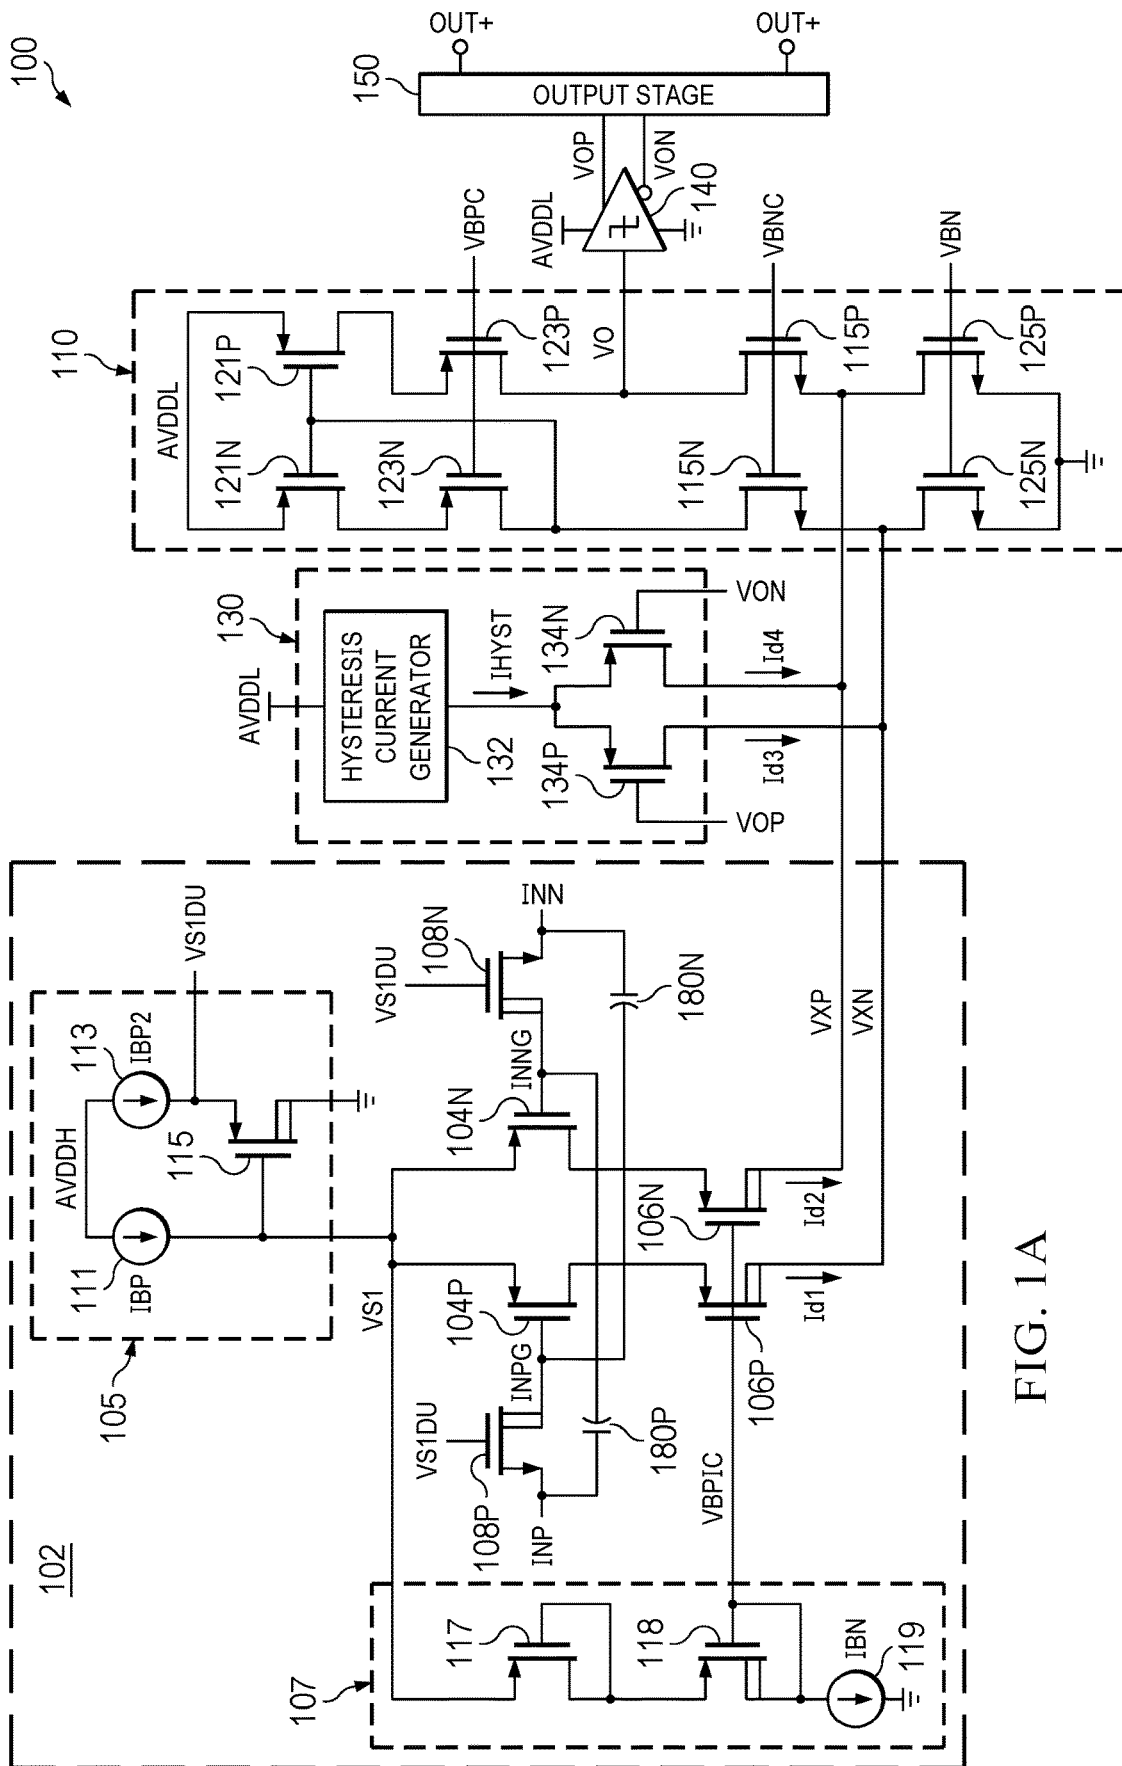 100
102
105
AVDDH
111
113
IBP
IBP2
115
VS1DU
VS1
107
117
118
IBN
119
VS1DU
108P
INP
INPG
104P
104N
INNG
VS1DU
108N
INN
180P
180N
VBPIC
106P
106N
Id1
Id2
VXP
VXN
130
AVDDL
HYSTERESIS
CURRENT
GENERATOR
132
IHYST
134P
134N
VOP
VON
Id3
Id4
110
AVDDL
121N
121P
123N
123P
VBPC
VO
115N
115P
VBNC
125N
125P
VBN
AVDDL
140
VOP
VON
150
OUTPUT STAGE
OUT+
OUT+
FIG. 1A